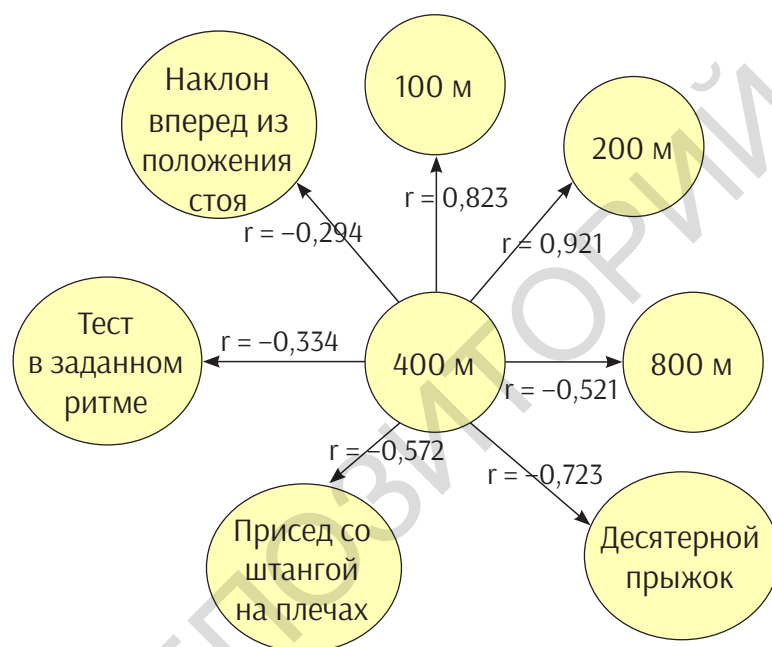 Наклон
вперед из
положения
стоя
100 м
200 м
r = –0,294
r = 0,823
r = 0,921
Тест
в заданном
ритме
r = –0,334
400 м
r = –0,521
800 м
r = –0,572
r = –0,723
Присед со
штангой
на плечах
Десятерной
прыжок